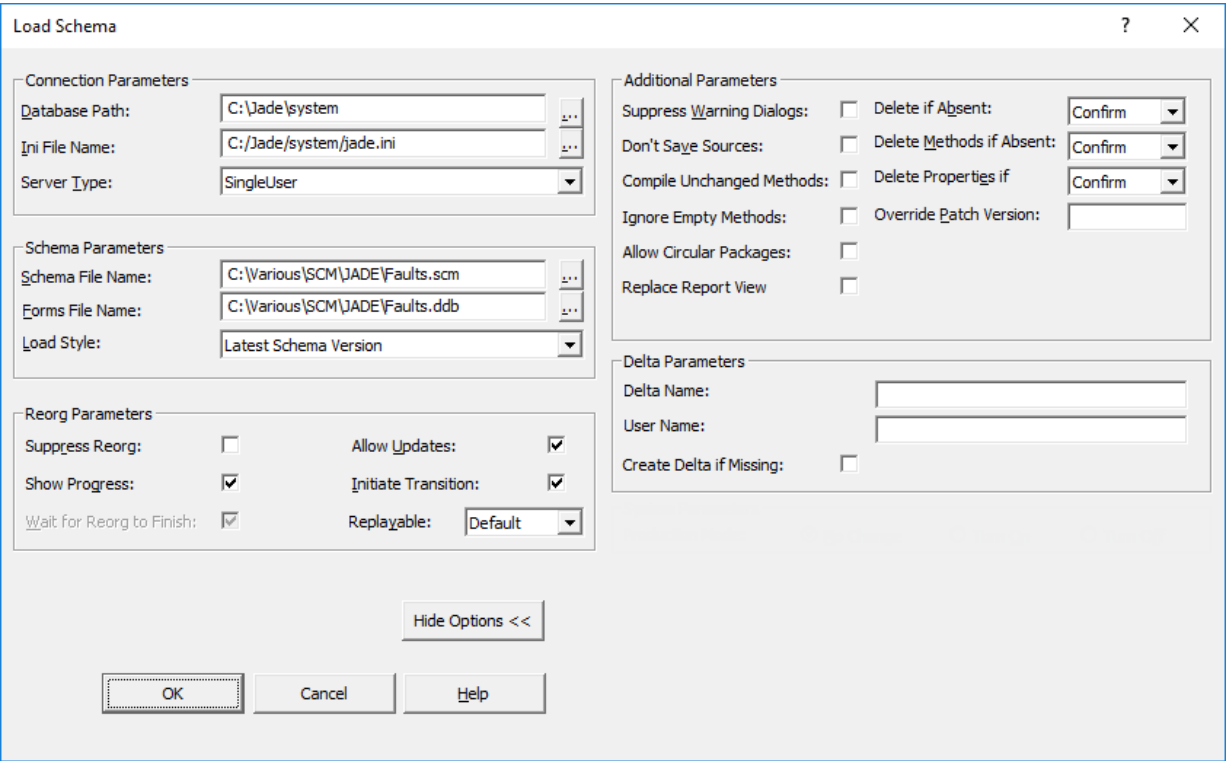 Load Schema ?
Connection Parameters
Database Path: C:\Jade\system ...
Ini File Name: C:/Jade/system/jade.ini ...
Server Type: SingleUser
Schema Parameters
Schema File Name: C:\Various\SCM\JADE\Faults.scm ...
Forms File Name: C:\Various\SCM\JADE\Faults.ddb ...
Load Style: Latest Schema Version
Reorg Parameters
Suppress Reorg: Allow Updates:
Show Progress: Initiate Transition:
Wait for Reorg to Finish: Replayable: Default
Additional Parameters
Suppress Warning Dialogs: Delete if Absent: Confirm
Don't Save Sources: Delete Methods if Absent: Confirm
Compile Unchanged Methods: Delete Properties if Confirm
Ignore Empty Methods: Override Patch Version:
Allow Circular Packages:
Replace Report View
Delta Parameters
Delta Name:
User Name:
Create Delta if Missing:
Hide Options <<
OK Cancel Help